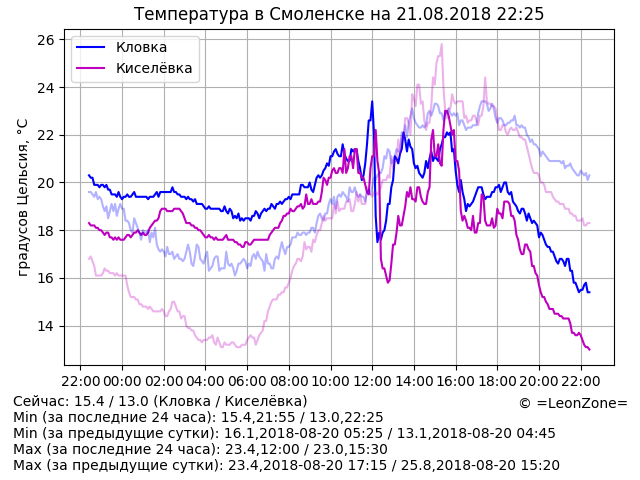 Температура в Смоленске на 21.08.2018 22:25
Кловка
Киселёвка
градусов Цельсия, °C
26
24
22
20
18
16
14
22:00 00:00 02:00 04:00 06:00 08:00 10:00 12:00 14:00 16:00 18:00 20:00 22:00
Сейчас: 15.4 / 13.0 (Кловка / Киселёвка)
© =LeonZone=
Min (за последние 24 часа): 15.4,21:55 / 13.0,22:25
Min (за предыдущие сутки): 16.1,2018-08-20 05:25 / 13.1,2018-08-20 04:45
Max (за последние 24 часа): 23.4,12:00 / 23.0,15:30
Max (за предыдущие сутки): 23.4,2018-08-20 17:15 / 25.8,2018-08-20 15:20